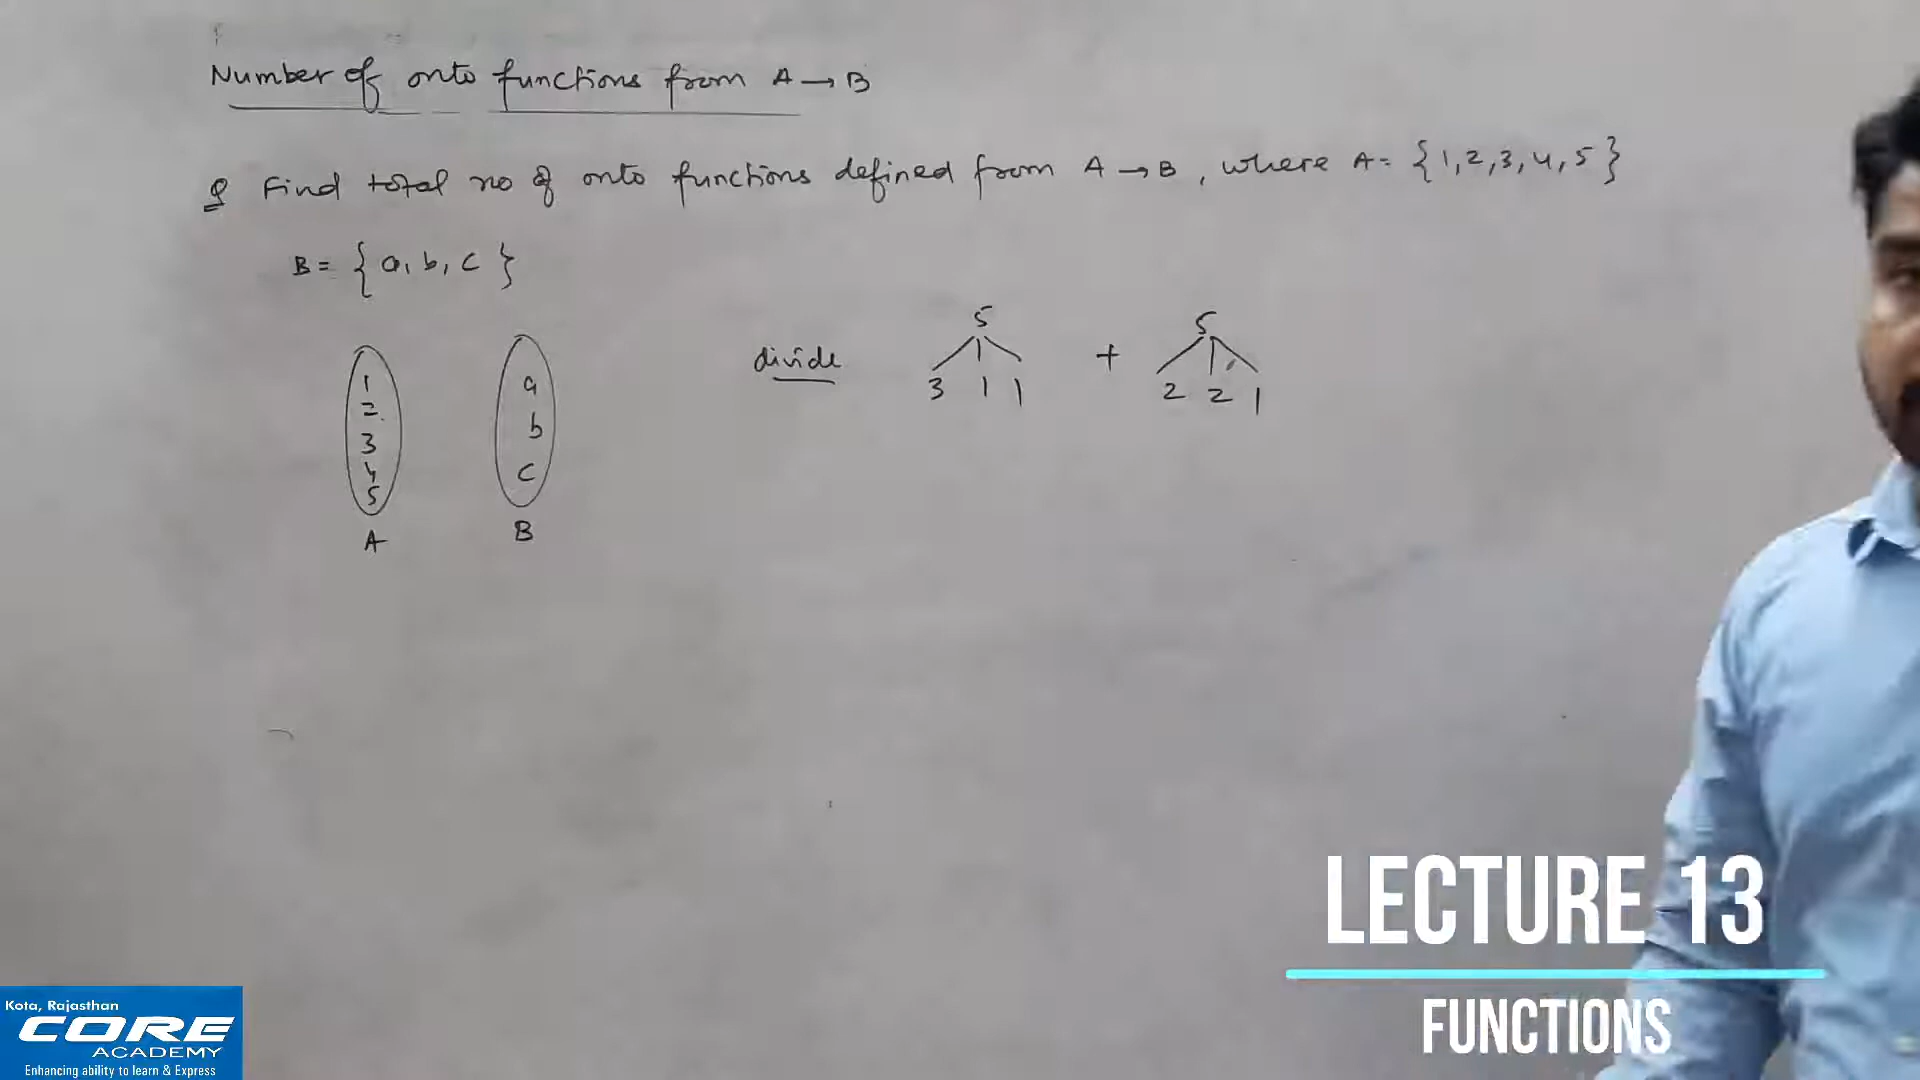 Number of onto functions from A → B
Q Find total no of onto functions defined from A → B , where A = { 1, 2, 3, 4, 5 }
B = { a, b, c }
divide
5
3 1 1
+
5
2 2 1
1
2
3
4
5
A
a
b
c
B
LECTURE 13
FUNCTIONS
Kota, Rajasthan
CORE
ACADEMY
Enhancing ability to learn & Express